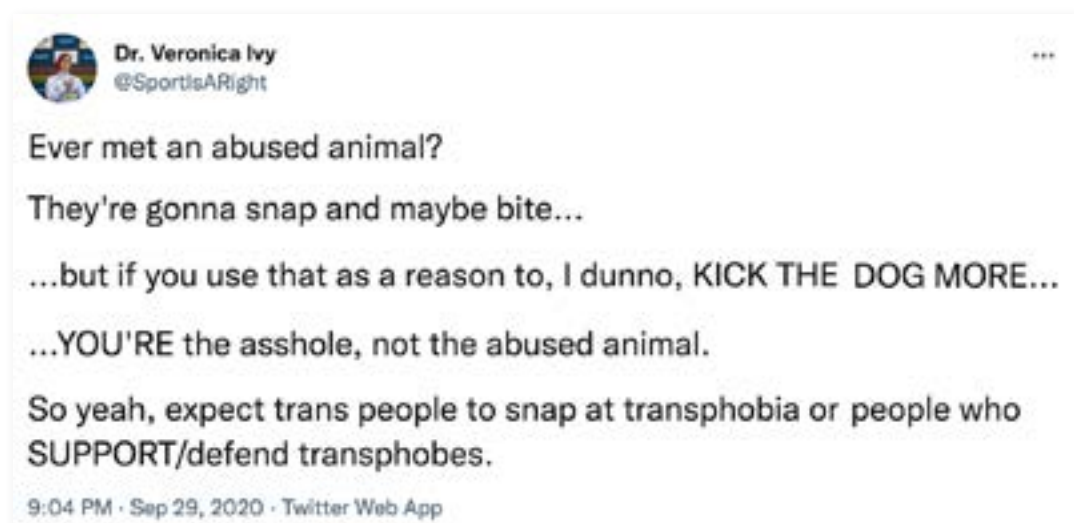 Dr. Veronica Ivy
@SportIsARight
...
Ever met an abused animal?
They're gonna snap and maybe bite...
...but if you use that as a reason to, I dunno, KICK THE DOG MORE...
...YOU'RE the asshole, not the abused animal.
So yeah, expect trans people to snap at transphobia or people who
SUPPORT/defend transphobes.
9:04 PM · Sep 29, 2020 · Twitter Web App